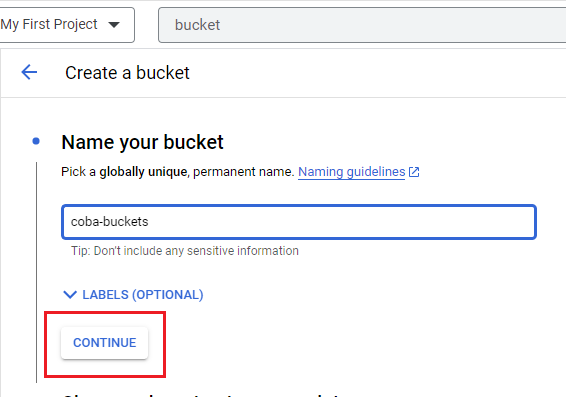 My First Project
bucket
Create a bucket
Name your bucket
Pick a globally unique, permanent name. Naming guidelines
coba-buckets
Tip: Don't include any sensitive information
LABELS (OPTIONAL)
CONTINUE